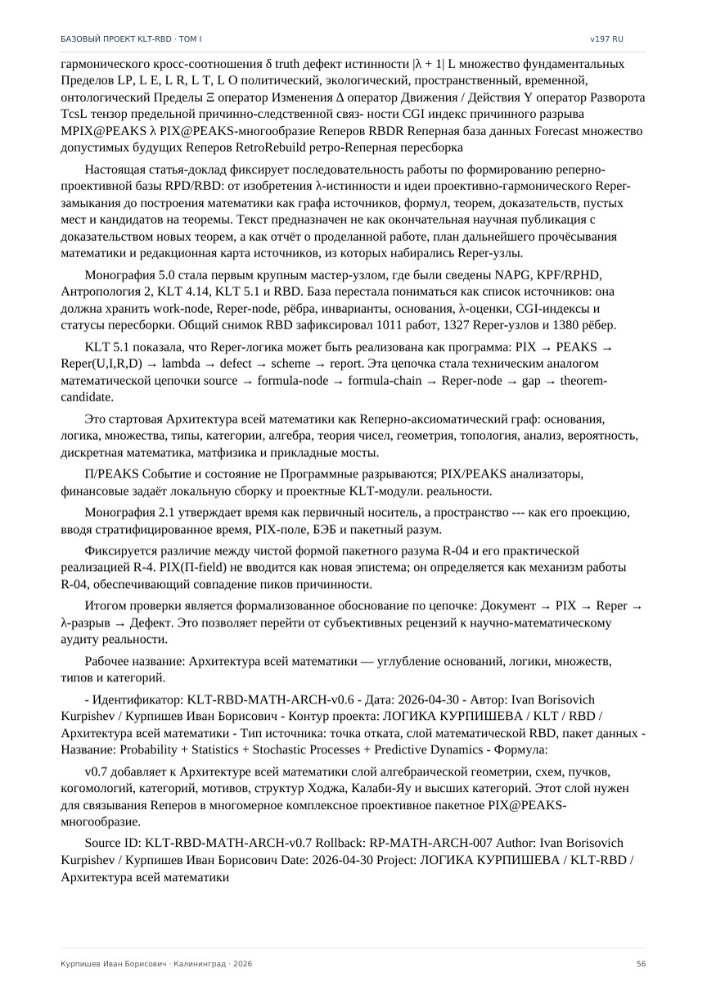 БАЗОВЫЙ ПРОЕКТ KLT-RBD · ТОМ I
v197 RU
гармонического кросс-соотношения δ truth дефект истинности |λ + 1| L множество фундаментальных
Пределов LP, L E, L R, L T, L O политический, экологический, пространственный, временной,
онтологический Пределы Ξ оператор Изменения Δ оператор Движения / Действия Υ оператор Разворота
TcsL тензор предельной причинно-следственной связ- ности CGI индекс причинного разрыва
MPIX@PEAKS λ PIX@PEAKS-многообразие Rеперов RBDR Rеперная база данных Forecast множество
допустимых будущих Rеперов RetroRebuild ретро-Rеперная пересборка
Настоящая статья-доклад фиксирует последовательность работы по формированию реперно-
проективной базы RPD/RBD: от изобретения λ-истинности и идеи проективно-гармонического Reper-
замыкания до построения математики как графа источников, формул, теорем, доказательств, пустых
мест и кандидатов на теоремы. Текст предназначен не как окончательная научная публикация с
доказательством новых теорем, а как отчёт о проделанной работе, план дальнейшего прочёсывания
математики и редакционная карта источников, из которых набирались Reper-узлы.
Монография 5.0 стала первым крупным мастер-узлом, где были сведены NAPG, KPF/RPHD,
Антропология 2, KLT 4.14, KLT 5.1 и RBD. База перестала пониматься как список источников: она
должна хранить work-node, Reper-node, рёбра, инварианты, основания, λ-оценки, CGI-индексы и
статусы пересборки. Общий снимок RBD зафиксировал 1011 работ, 1327 Reper-узлов и 1380 рёбер.
KLT 5.1 показала, что Reper-логика может быть реализована как программа: PIX → PEAKS →
Reper(U,I,R,D) → lambda → defect → scheme → report. Эта цепочка стала техническим аналогом
математической цепочки source → formula-node → formula-chain → Reper-node → gap → theorem-
candidate.
Это стартовая Архитектура всей математики как Rеперно-аксиоматический граф: основания,
логика, множества, типы, категории, алгебра, теория чисел, геометрия, топология, анализ, вероятность,
дискретная математика, матфизика и прикладные мосты.
П/PEAKS Событие и состояние не Программные разрываются; PIX/PEAKS анализаторы,
финансовые задаёт локальную сборку и проектные KLT-модули. реальности.
Монография 2.1 утверждает время как первичный носитель, а пространство --- как его проекцию,
вводя стратифицированное время, PIX-поле, БЭБ и пакетный разум.
Фиксируется различие между чистой формой пакетного разума R-04 и его практической
реализацией R-4. PIX(П-field) не вводится как новая эпистема; он определяется как механизм работы
R-04, обеспечивающий совпадение пиков причинности.
Итогом проверки является формализованное обоснование по цепочке: Документ → PIX → Reper →
λ-разрыв → Дефект. Это позволяет перейти от субъективных рецензий к научно-математическому
аудиту реальности.
Рабочее название: Архитектура всей математики — углубление оснований, логики, множеств,
типов и категорий.
- Идентификатор: KLT-RBD-MATH-ARCH-v0.6 - Дата: 2026-04-30 - Автор: Ivan Borisovich
Kurpishev / Курпишев Иван Борисович - Контур проекта: ЛОГИКА КУРПИШЕВА / KLT / RBD /
Архитектура всей математики - Тип источника: точка отката, слой математической RBD, пакет данных -
Название: Probability + Statistics + Stochastic Processes + Predictive Dynamics - Формула:
v0.7 добавляет к Архитектуре всей математики слой алгебраической геометрии, схем, пучков,
когомологий, категорий, мотивов, структур Ходжа, Калаби-Яу и высших категорий. Этот слой нужен
для связывания Rеперов в многомерное комплексное проективное пакетное PIX@PEAKS-
многообразие.
Source ID: KLT-RBD-MATH-ARCH-v0.7 Rollback: RP-MATH-ARCH-007 Author: Ivan Borisovich
Kurpishev / Курпишев Иван Борисович Date: 2026-04-30 Project: ЛОГИКА КУРПИШЕВА / KLT-RBD /
Архитектура всей математики
Курпишев Иван Борисович · Калининград · 2026
56